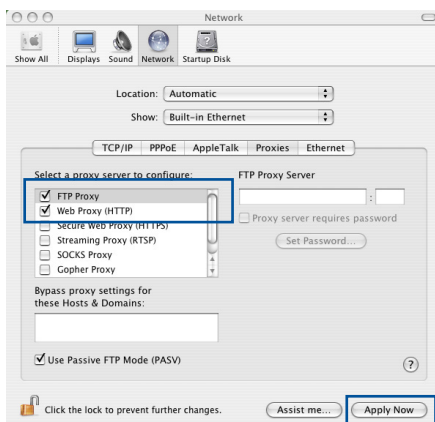 Network
Show All Displays Sound Network Startup Disk
Location: Automatic
Show: Built-in Ethernet
TCP/IP PPPoE AppleTalk Proxies Ethernet
Select a proxy server to configure:
FTP Proxy
Web Proxy (HTTP)
Secure Web Proxy (HTTPS)
Streaming Proxy (RTSP)
SOCKS Proxy
Gopher Proxy
FTP Proxy Server
:
Proxy server requires password
Set Password...
Bypass proxy settings for
these Hosts & Domains:
Use Passive FTP Mode (PASV)
?
Click the lock to prevent further changes.
Assist me...
Apply Now